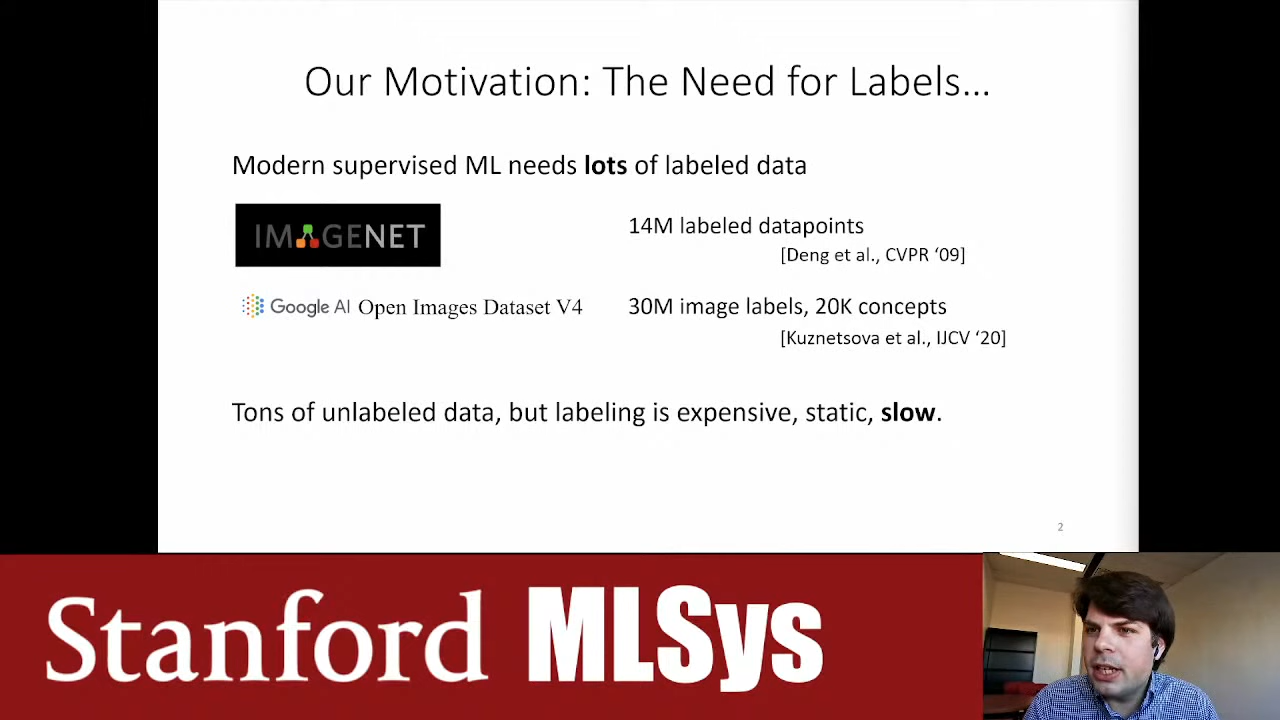 Our Motivation: The Need for Labels…
Modern supervised ML needs lots of labeled data
IMAGENET
14M labeled datapoints
[Deng et al., CVPR ‘09]
Google AI Open Images Dataset V4
30M image labels, 20K concepts
[Kuznetsova et al., IJCV ‘20]
Tons of unlabeled data, but labeling is expensive, static, slow.
2
Stanford MLSys